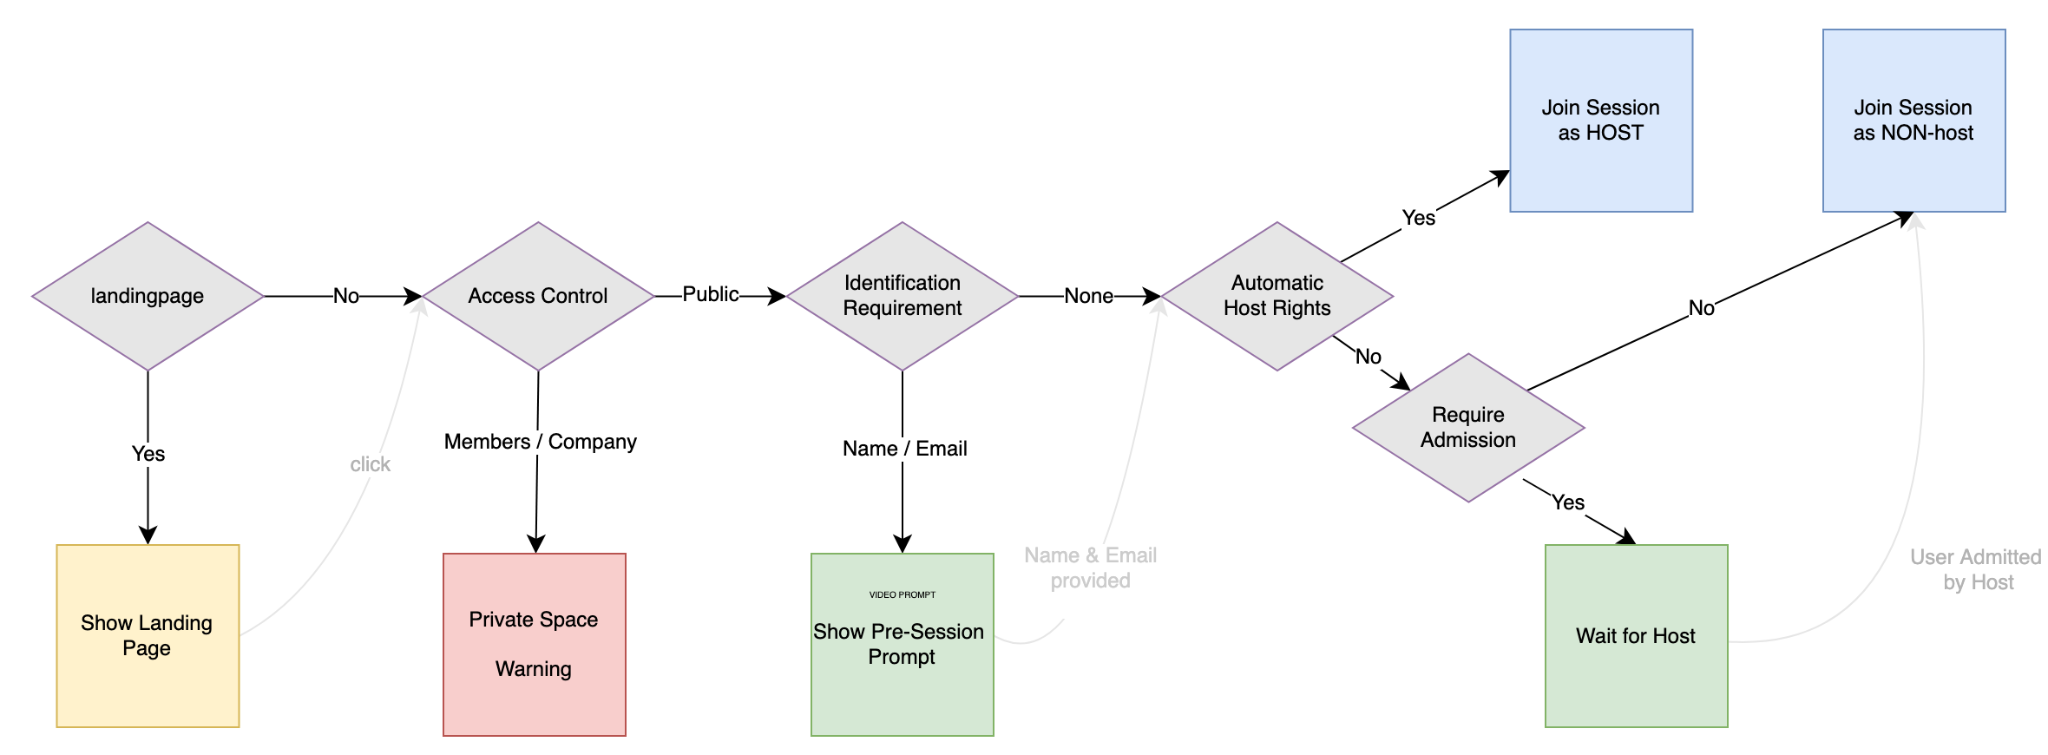 Join Session
as HOST
Join Session
as NON-host
Yes
landingpage
No
Access Control
Public
Identification
Requirement
None
Automatic
Host Rights
No
No
Require
Admission
Yes
click
Members / Company
Name / Email
Yes
Name & Email
provided
User Admitted
by Host
Show Landing
Page
Private Space
Warning
VIDEO PROMPT
Show Pre-Session
Prompt
Wait for Host